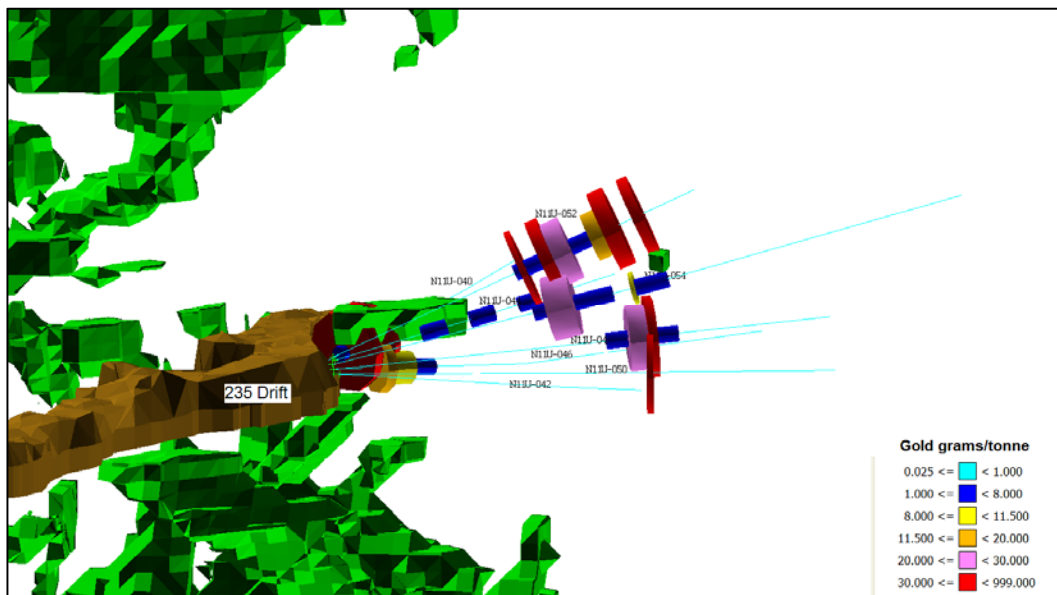 N11U-052
N11U-040
N11U-046
N11U-050
N11U-042
235 Drift
Gold grams/tonne
0.025 <= < 1.000
1.000 <= < 8.000
8.000 <= < 11.500
11.500 <= < 20.000
20.000 <= < 30.000
30.000 <= < 999.000